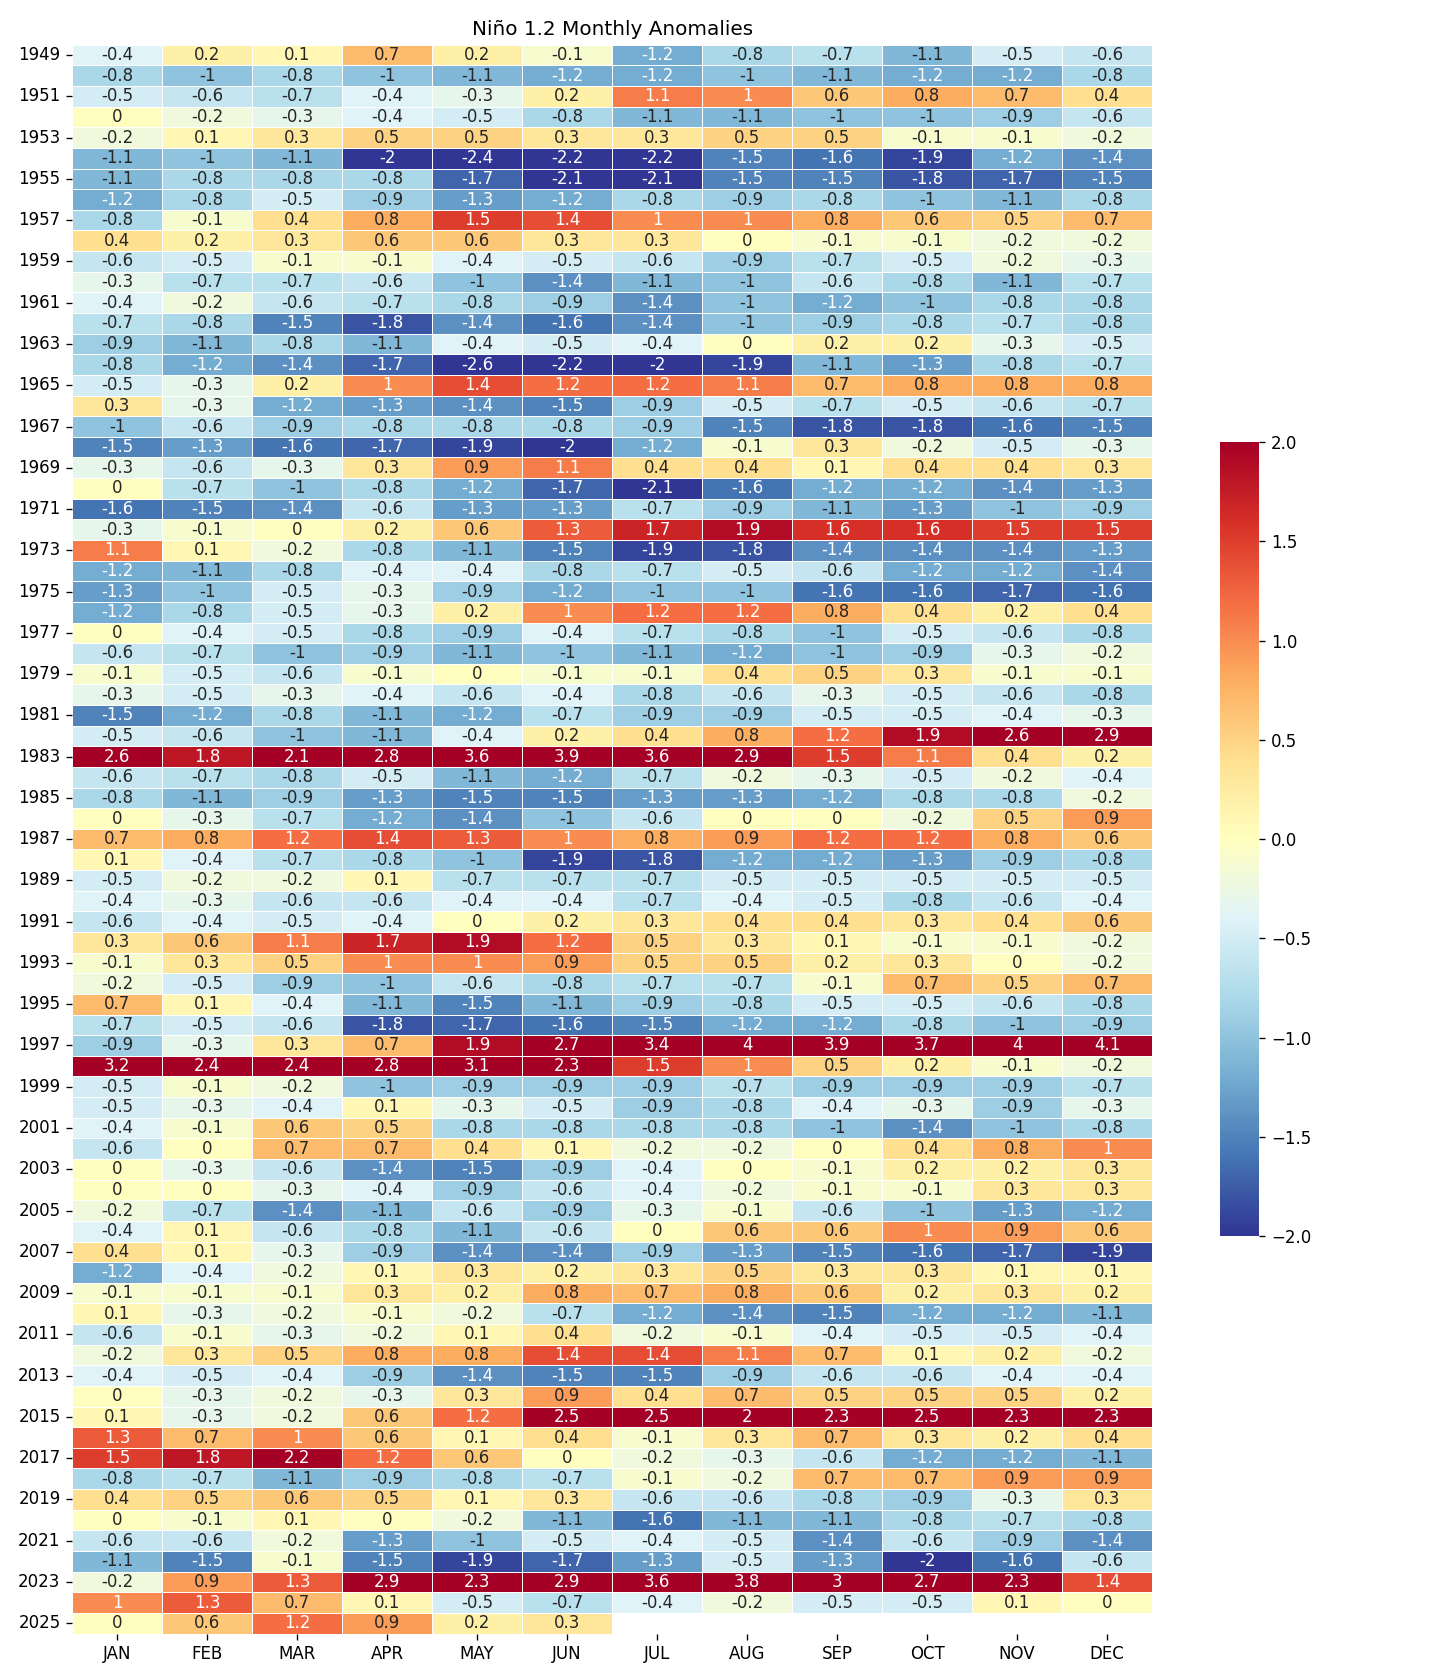 Niño 1.2 Monthly Anomalies
1949 -0.4 0.2 0.1 0.7 0.2 -0.1 -1.2 -0.8 -0.7 -1.1 -0.5 -0.6
-0.8 -1 -0.8 -1 -1.1 -1.2 -1.2 -1 -1.1 -1.2 -1.2 -0.8
1951 -0.5 -0.6 -0.7 -0.4 -0.3 0.2 1.1 1 0.6 0.8 0.7 0.4
0 -0.2 -0.3 -0.4 -0.5 -0.8 -1.1 -1.1 -1 -1 -0.9 -0.6
1953 -0.2 0.1 0.3 0.5 0.5 0.3 0.3 0.5 0.5 -0.1 -0.1 -0.2
-1.1 -1 -1.1 -2 -2.4 -2.2 -2.2 -1.5 -1.6 -1.9 -1.2 -1.4
1955 -1.1 -0.8 -0.8 -0.8 -1.7 -2.1 -2.1 -1.5 -1.5 -1.8 -1.7 -1.5
-1.2 -0.8 -0.5 -0.9 -1.3 -1.2 -0.8 -0.9 -0.8 -1 -1.1 -0.8
1957 -0.8 -0.1 0.4 0.8 1.5 1.4 1 1 0.8 0.6 0.5 0.7
0.4 0.2 0.3 0.6 0.6 0.3 0.3 0 -0.1 -0.1 -0.2 -0.2
1959 -0.6 -0.5 -0.1 -0.1 -0.4 -0.5 -0.6 -0.9 -0.7 -0.5 -0.2 -0.3
-0.3 -0.7 -0.7 -0.6 -1 -1.4 -1.1 -1 -0.6 -0.8 -1.1 -0.7
1961 -0.4 -0.2 -0.6 -0.7 -0.8 -0.9 -1.4 -1 -1.2 -1 -0.8 -0.8
-0.7 -0.8 -1.5 -1.8 -1.4 -1.6 -1.4 -1 -0.9 -0.8 -0.7 -0.8
1963 -0.9 -1.1 -0.8 -1.1 -0.4 -0.5 -0.4 0 0.2 0.2 -0.3 -0.5
-0.8 -1.2 -1.4 -1.7 -2.6 -2.2 -2 -1.9 -1.1 -1.3 -0.8 -0.7
1965 -0.5 -0.3 0.2 1 1.4 1.2 1.2 1.1 0.7 0.8 0.8 0.8
0.3 -0.3 -1.2 -1.3 -1.4 -1.5 -0.9 -0.5 -0.7 -0.5 -0.6 -0.7
1967 -1 -0.6 -0.9 -0.8 -0.8 -0.8 -0.9 -1.5 -1.8 -1.8 -1.6 -1.5
-1.5 -1.3 -1.6 -1.7 -1.9 -2 -1.2 -0.1 0.3 -0.2 -0.5 -0.3
1969 -0.3 -0.6 -0.3 0.3 0.9 1.1 0.4 0.4 0.1 0.4 0.4 0.3
0 -0.7 -1 -0.8 -1.2 -1.7 -2.1 -1.6 -1.2 -1.2 -1.4 -1.3
1971 -1.6 -1.5 -1.4 -0.6 -1.3 -1.3 -0.7 -0.9 -1.1 -1.3 -1 -0.9
-0.3 -0.1 0 0.2 0.6 1.3 1.7 1.9 1.6 1.6 1.5 1.5
1973 1.1 0.1 -0.2 -0.8 -1.1 -1.5 -1.9 -1.8 -1.4 -1.4 -1.4 -1.3
-1.2 -1.1 -0.8 -0.4 -0.4 -0.8 -0.7 -0.5 -0.6 -1.2 -1.2 -1.4
1975 -1.3 -1 -0.5 -0.3 -0.9 -1.2 -1 -1 -1.6 -1.6 -1.7 -1.6
-1.2 -0.8 -0.5 -0.3 0.2 1 1.2 1.2 0.8 0.4 0.2 0.4
1977 0 -0.4 -0.5 -0.8 -0.9 -0.4 -0.7 -0.8 -1 -0.5 -0.6 -0.8
-0.6 -0.7 -1 -0.9 -1.1 -1 -1.1 -1.2 -1 -0.9 -0.3 -0.2
1979 -0.1 -0.5 -0.6 -0.1 0 -0.1 -0.1 0.4 0.5 0.3 -0.1 -0.1
-0.3 -0.5 -0.3 -0.4 -0.6 -0.4 -0.8 -0.6 -0.3 -0.5 -0.6 -0.8
1981 -1.5 -1.2 -0.8 -1.1 -1.2 -0.7 -0.9 -0.9 -0.5 -0.5 -0.4 -0.3
-0.5 -0.6 -1 -1.1 -0.4 0.2 0.4 0.8 1.2 1.9 2.6 2.9
1983 2.6 1.8 2.1 2.8 3.6 3.9 3.6 2.9 1.5 1.1 0.4 0.2
-0.6 -0.7 -0.8 -0.5 -1.1 -1.2 -0.7 -0.2 -0.3 -0.5 -0.2 -0.4
1985 -0.8 -1.1 -0.9 -1.3 -1.5 -1.5 -1.3 -1.3 -1.2 -0.8 -0.8 -0.2
0 -0.3 -0.7 -1.2 -1.4 -1 -0.6 0 0 -0.2 0.5 0.9
1987 0.7 0.8 1.2 1.4 1.3 1 0.8 0.9 1.2 1.2 0.8 0.6
0.1 -0.4 -0.7 -0.8 -1 -1.9 -1.8 -1.2 -1.2 -1.3 -0.9 -0.8
1989 -0.5 -0.2 -0.2 0.1 -0.7 -0.7 -0.7 -0.5 -0.5 -0.5 -0.5 -0.5
-0.4 -0.3 -0.6 -0.6 -0.4 -0.4 -0.7 -0.4 -0.5 -0.8 -0.6 -0.4
1991 -0.6 -0.4 -0.5 -0.4 0 0.2 0.3 0.4 0.4 0.3 0.4 0.6
0.3 0.6 1.1 1.7 1.9 1.2 0.5 0.3 0.1 -0.1 -0.1 -0.2
1993 -0.1 0.3 0.5 1 1 0.9 0.5 0.5 0.2 0.3 0 -0.2
-0.2 -0.5 -0.9 -1 -0.6 -0.8 -0.7 -0.7 -0.1 0.7 0.5 0.7
1995 0.7 0.1 -0.4 -1.1 -1.5 -1.1 -0.9 -0.8 -0.5 -0.5 -0.6 -0.8
-0.7 -0.5 -0.6 -1.8 -1.7 -1.6 -1.5 -1.2 -1.2 -0.8 -1 -0.9
1997 -0.9 -0.3 0.3 0.7 1.9 2.7 3.4 4 3.9 3.7 4 4.1
3.2 2.4 2.4 2.8 3.1 2.3 1.5 1 0.5 0.2 -0.1 -0.2
1999 -0.5 -0.1 -0.2 -1 -0.9 -0.9 -0.9 -0.7 -0.9 -0.9 -0.9 -0.7
-0.5 -0.3 -0.4 0.1 -0.3 -0.5 -0.9 -0.8 -0.4 -0.3 -0.9 -0.3
2001 -0.4 -0.1 0.6 0.5 -0.8 -0.8 -0.8 -0.8 -1 -1.4 -1 -0.8
-0.6 0 0.7 0.7 0.4 0.1 -0.2 -0.2 0 0.4 0.8 1
2003 0 -0.3 -0.6 -1.4 -1.5 -0.9 -0.4 0 -0.1 0.2 0.2 0.3
0 0 -0.3 -0.4 -0.9 -0.6 -0.4 -0.2 -0.1 -0.1 0.3 0.3
2005 -0.2 -0.7 -1.4 -1.1 -0.6 -0.9 -0.3 -0.1 -0.6 -1 -1.3 -1.2
-0.4 0.1 -0.6 -0.8 -1.1 -0.6 0 0.6 0.6 1 0.9 0.6
2007 0.4 0.1 -0.3 -0.9 -1.4 -1.4 -0.9 -1.3 -1.5 -1.6 -1.7 -1.9
-1.2 -0.4 -0.2 0.1 0.3 0.2 0.3 0.5 0.3 0.3 0.1 0.1
2009 -0.1 -0.1 -0.1 0.3 0.2 0.8 0.7 0.8 0.6 0.2 0.3 0.2
0.1 -0.3 -0.2 -0.1 -0.2 -0.7 -1.2 -1.4 -1.5 -1.2 -1.2 -1.1
2011 -0.6 -0.1 -0.3 -0.2 0.1 0.4 -0.2 -0.1 -0.4 -0.5 -0.5 -0.4
-0.2 0.3 0.5 0.8 0.8 1.4 1.4 1.1 0.7 0.1 0.2 -0.2
2013 -0.4 -0.5 -0.4 -0.9 -1.4 -1.5 -1.5 -0.9 -0.6 -0.6 -0.4 -0.4
0 -0.3 -0.2 -0.3 0.3 0.9 0.4 0.7 0.5 0.5 0.5 0.2
2015 0.1 -0.3 -0.2 0.6 1.2 2.5 2.5 2 2.3 2.5 2.3 2.3
1.3 0.7 1 0.6 0.1 0.4 -0.1 0.3 0.7 0.3 0.2 0.4
2017 1.5 1.8 2.2 1.2 0.6 0 -0.2 -0.3 -0.6 -1.2 -1.2 -1.1
-0.8 -0.7 -1.1 -0.9 -0.8 -0.7 -0.1 -0.2 0.7 0.7 0.9 0.9
2019 0.4 0.5 0.6 0.5 0.1 0.3 -0.6 -0.6 -0.8 -0.9 -0.3 0.3
0 -0.1 0.1 0 -0.2 -1.1 -1.6 -1.1 -1.1 -0.8 -0.7 -0.8
2021 -0.6 -0.6 -0.2 -1.3 -1 -0.5 -0.4 -0.5 -1.4 -0.6 -0.9 -1.4
-1.1 -1.5 -0.1 -1.5 -1.9 -1.7 -1.3 -0.5 -1.3 -2 -1.6 -0.6
2023 -0.2 0.9 1.3 2.9 2.3 2.9 3.6 3.8 3 2.7 2.3 1.4
1 1.3 0.7 0.1 -0.5 -0.7 -0.4 -0.2 -0.5 -0.5 0.1 0
2025 0 0.6 1.2 0.9 0.2 0.3
JAN FEB MAR APR MAY JUN JUL AUG SEP OCT NOV DEC
2.0
1.5
1.0
0.5
0.0
−0.5
−1.0
−1.5
−2.0